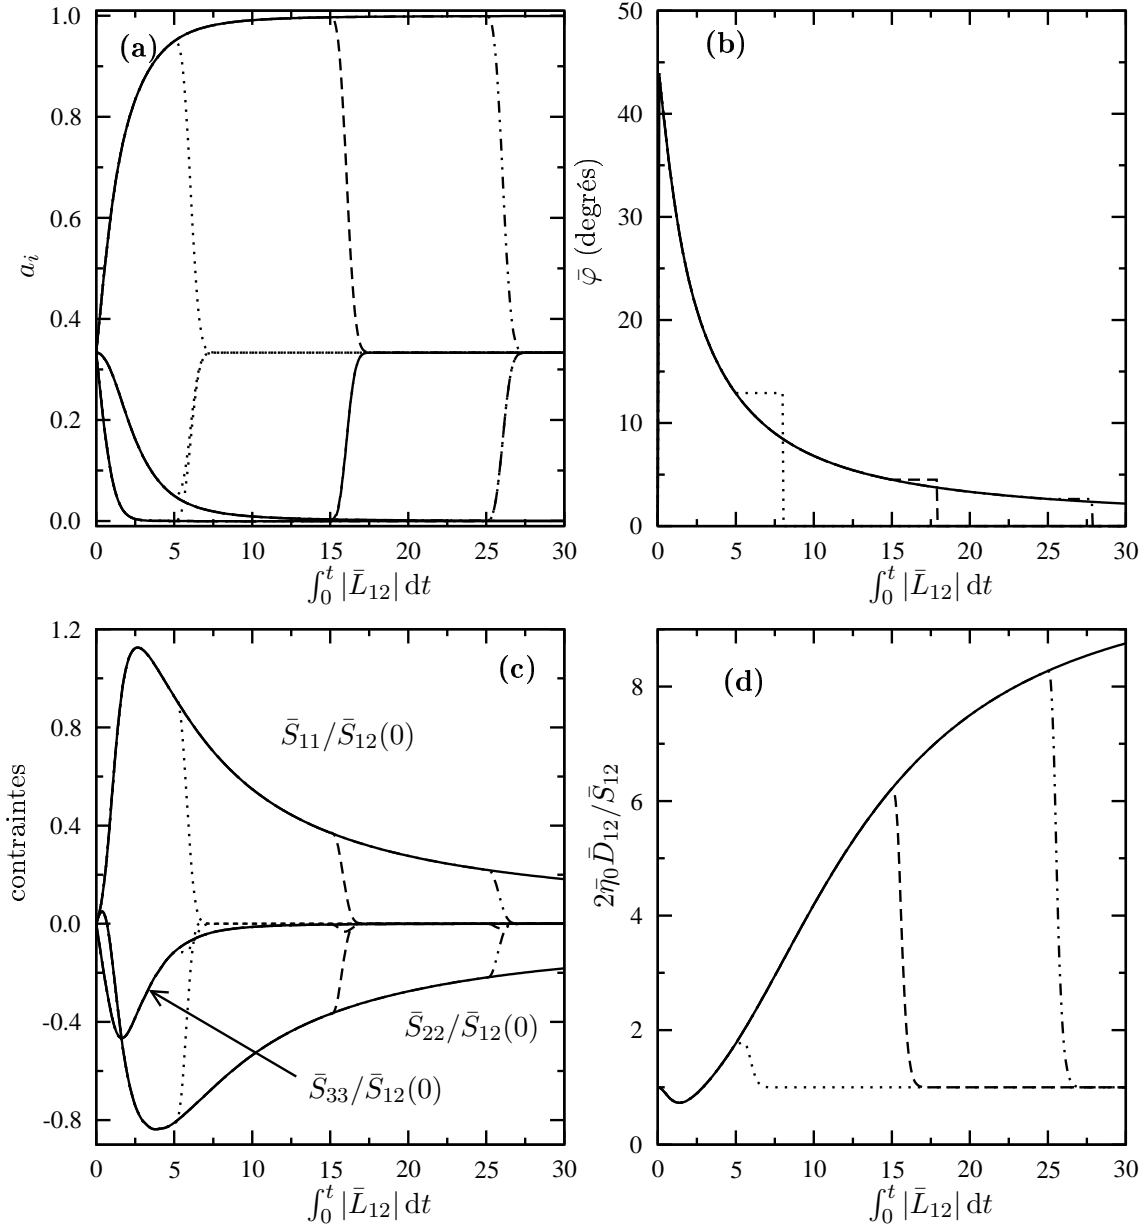 (a)
1.0
0.8
0.6
0.4
0.2
0.0
a_i
0 5 10 15 20 25 30
∫_0^t |L̄_12| dt
(b)
50
40
30
20
10
0
φ̄ (degrés)
0 5 10 15 20 25 30
∫_0^t |L̄_12| dt
(c)
1.2
0.8
0.4
0.0
-0.4
-0.8
contraintes
S̄_11/S̄_12(0)
S̄_22/S̄_12(0)
S̄_33/S̄_12(0)
0 5 10 15 20 25 30
∫_0^t |L̄_12| dt
(d)
8
6
4
2
0
2η̄_0D̄_12/S̄_12
0 5 10 15 20 25 30
∫_0^t |L̄_12| dt